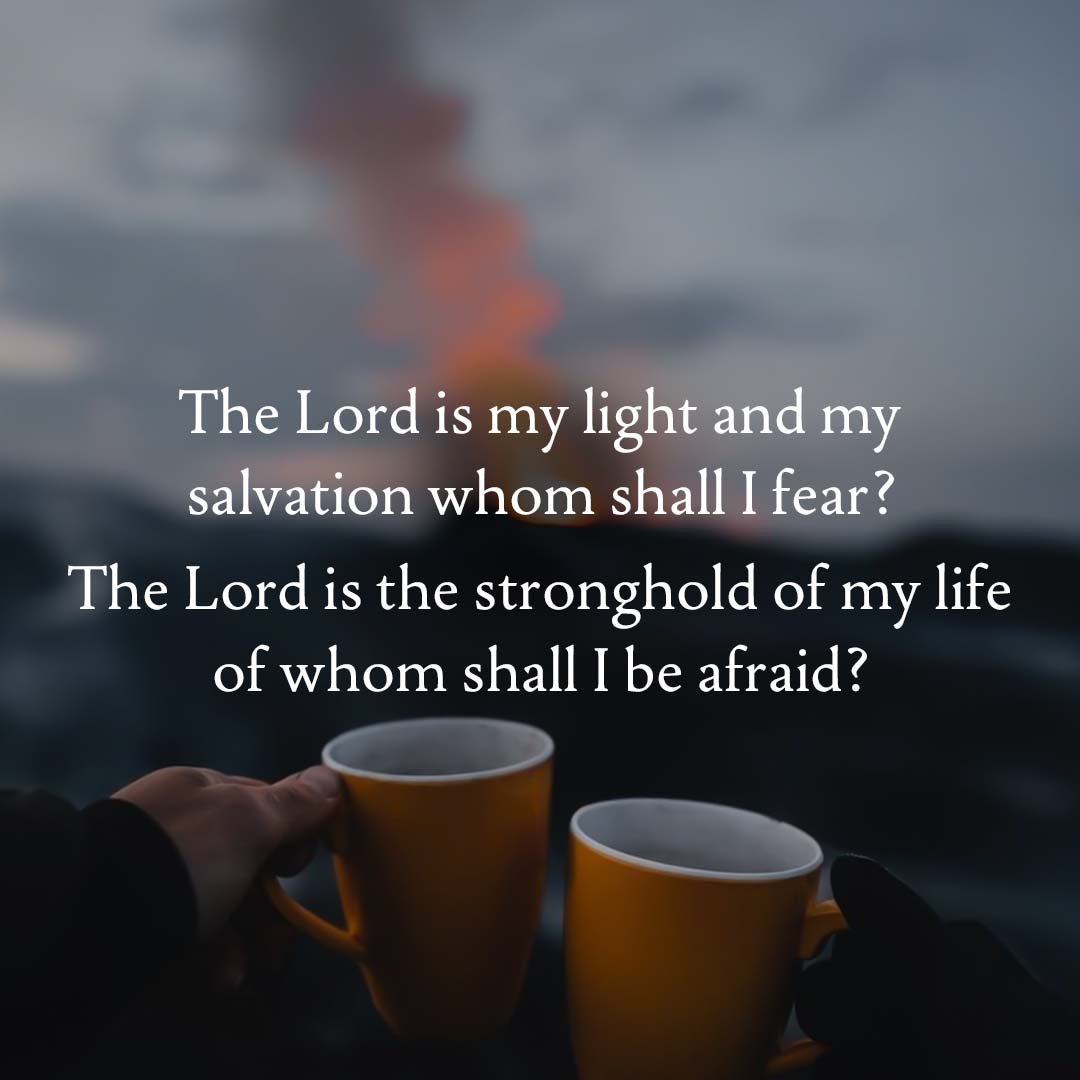 The Lord is my light and my
salvation whom shall I fear?
The Lord is the stronghold of my life
of whom shall I be afraid?